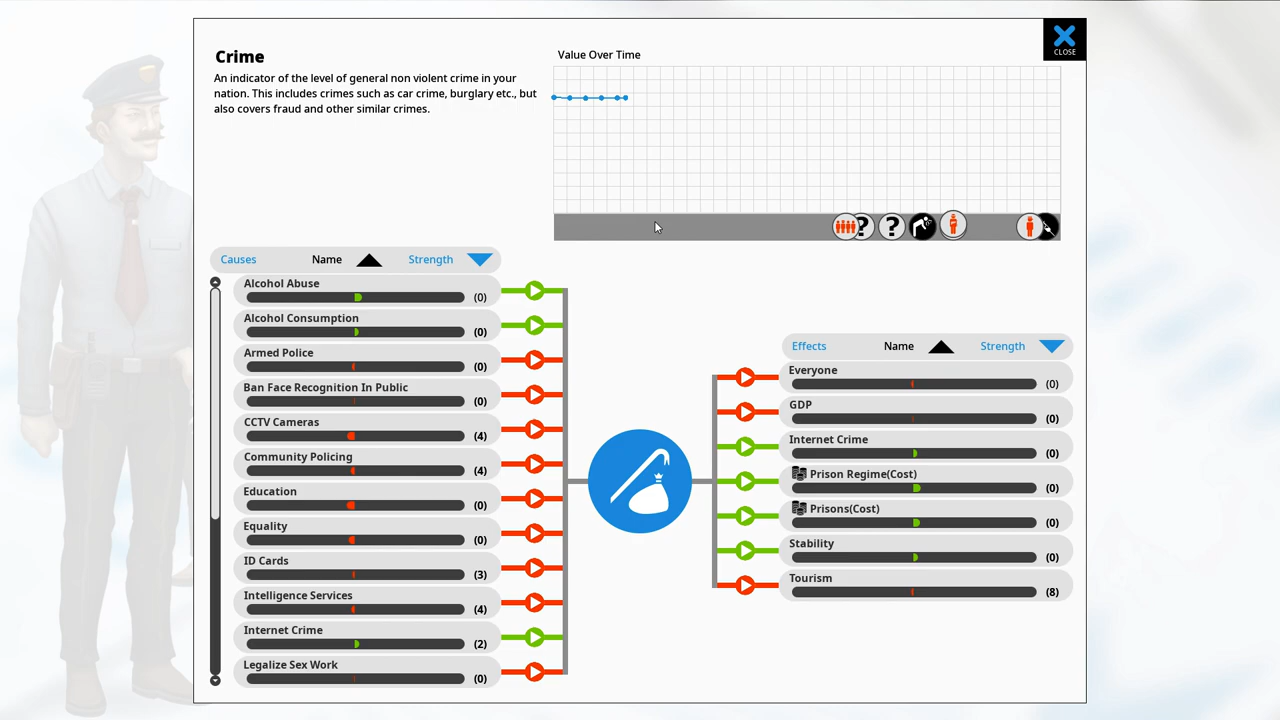 CLOSE
Crime
An indicator of the level of general non violent crime in your
nation. This includes crimes such as car crime, burglary etc., but
also covers fraud and other similar crimes.
Value Over Time
? ?
Causes Name Strength
Alcohol Abuse
(0)
Alcohol Consumption
(0)
Armed Police
(0)
Ban Face Recognition In Public
(0)
CCTV Cameras
(4)
Community Policing
(4)
Education
(0)
Equality
(0)
ID Cards
(3)
Intelligence Services
(4)
Internet Crime
(2)
Legalize Sex Work
(0)
Effects Name Strength
Everyone
(0)
GDP
(0)
Internet Crime
(0)
Prison Regime(Cost)
(0)
Prisons(Cost)
(0)
Stability
(0)
Tourism
(8)